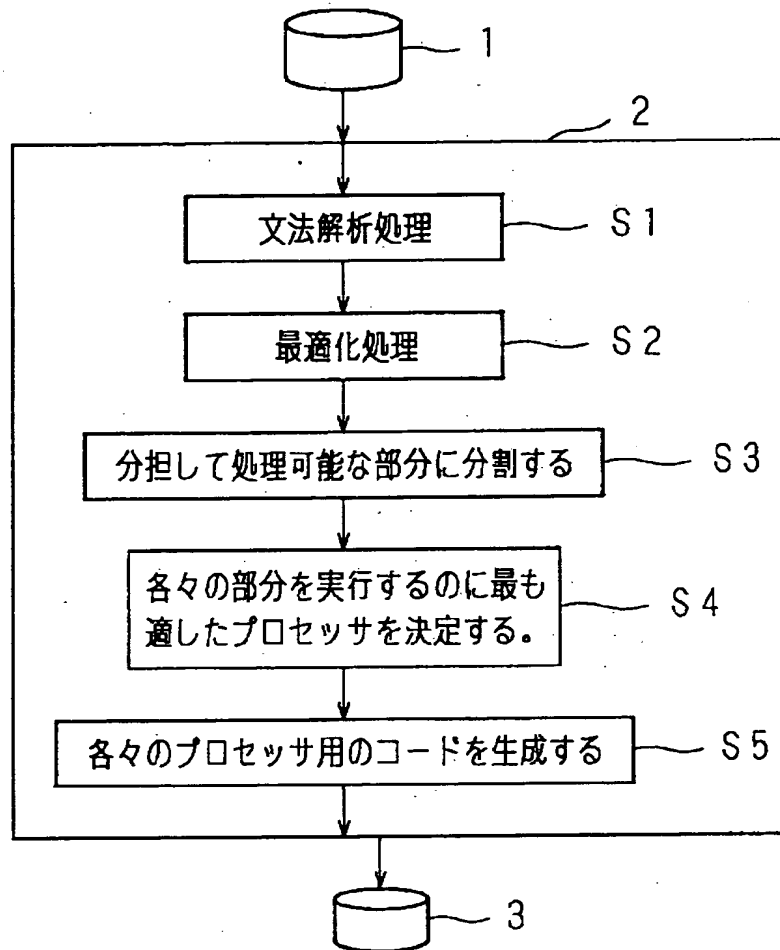 1
2
文法解析処理
S1
最適化処理
S2
分担して処理可能な部分に分割する
S3
各々の部分を実行するのに最も
適したプロセッサを決定する。
S4
各々のプロセッサ用のコードを生成する
S5
3